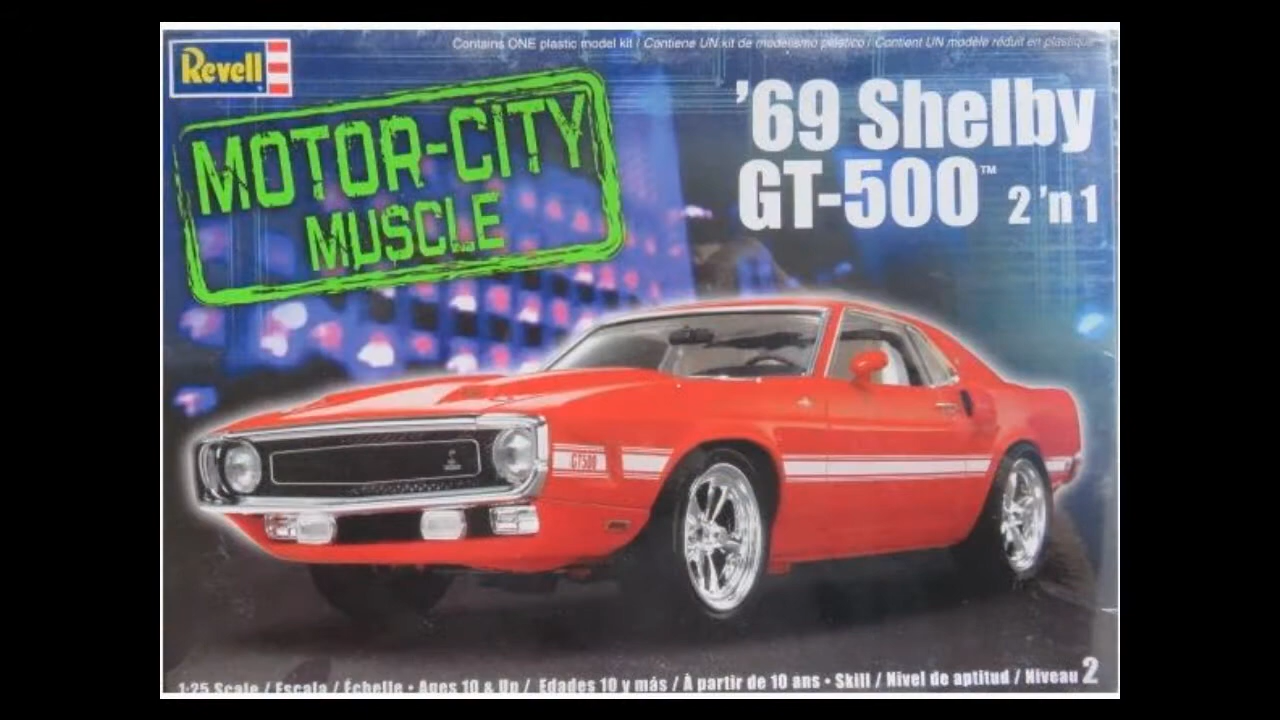 Revell
Contains ONE plastic model kit / Contiene UN kit de modelismo plástico / Contient UN modèle réduit en plastique
MOTOR-CITY
MUSCLE
'69 Shelby
GT-500™ 2 'n 1
GT500
1:25 Scale / Escala / Échelle • Ages 10 & Up / Edades 10 y más / À partir de 10 ans • Skill / Nivel de aptitud / Niveau 2